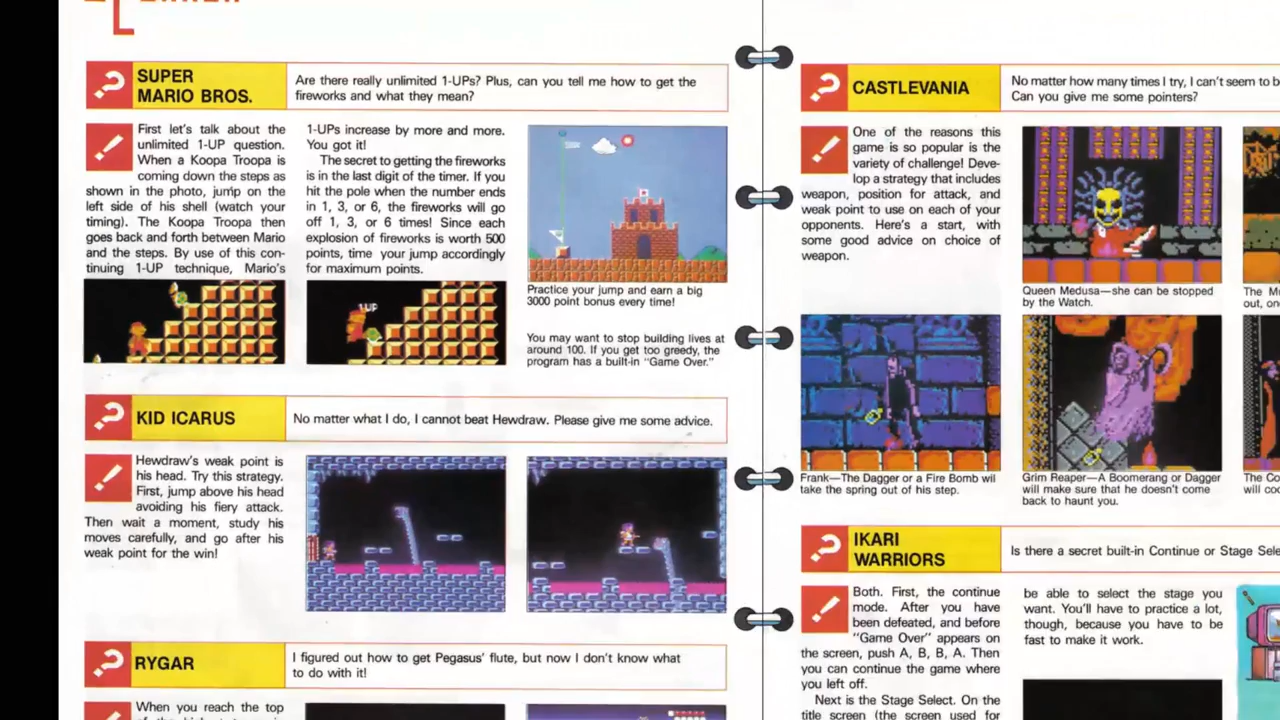 SUPER
MARIO BROS.
Are there really unlimited 1-UPs? Plus, can you tell me how to get the
fireworks and what they mean?
First let's talk about the
unlimited 1-UP question.
When a Koopa Troopa is
coming down the steps as
shown in the photo, jump on the
left side of his shell (watch your
timing). The Koopa Troopa then
goes back and forth between Mario
and the steps. By use of this con-
tinuing 1-UP technique, Mario's
1-UPs increase by more and more.
You got it!
The secret to getting the fireworks
is in the last digit of the timer. If you
hit the pole when the number ends
in 1, 3, or 6, the fireworks will go
off 1, 3, or 6 times! Since each
explosion of fireworks is worth 500
points, time your jump accordingly
for maximum points.
1UP
Practice your jump and earn a big
3000 point bonus every time!
You may want to stop building lives at
around 100. If you get too greedy, the
program has a built-in “Game Over.”
KID ICARUS
No matter what I do, I cannot beat Hewdraw. Please give me some advice.
Hewdraw's weak point is
his head. Try this strategy.
First, jump above his head
avoiding his fiery attack.
Then wait a moment, study his
moves carefully, and go after his
weak point for the win!
RYGAR
I figured out how to get Pegasus' flute, but now I don't know what
to do with it!
When you reach the top
CASTLEVANIA
No matter how many times I try, I can't seem to b
Can you give me some pointers?
One of the reasons this
game is so popular is the
variety of challenge! Deve-
lop a strategy that includes
weapon, position for attack, and
weak point to use on each of your
opponents. Here's a start, with
some good advice on choice of
weapon.
Queen Medusa—she can be stopped
by the Watch.
The M
out, on
Frank—The Dagger or a Fire Bomb wil
take the spring out of his step.
Grim Reaper—A Boomerang or Dagger
will make sure that he doesn't come
back to haunt you.
The Co
will coo
IKARI
WARRIORS
Is there a secret built-in Continue or Stage Sele
Both. First, the continue
mode. After you have
been defeated, and before
“Game Over” appears on
the screen, push A, B, B, A. Then
you can continue the game where
you left off.
Next is the Stage Select. On the
title screen (the screen used for
be able to select the stage you
want. You'll have to practice a lot,
though, because you have to be
fast to make it work.